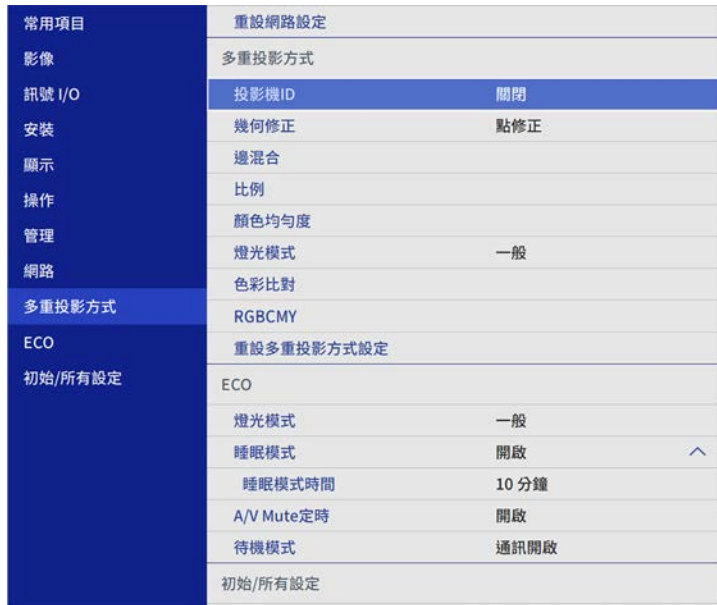 常用項目
影像
訊號 I/O
安裝
顯示
操作
管理
網路
多重投影方式
ECO
初始/所有設定
重設網路設定
多重投影方式
投影機ID 關閉
幾何修正 點修正
邊混合
比例
顏色均勻度
燈光模式 一般
色彩比對
RGBCMY
重設多重投影方式設定
ECO
燈光模式 一般
睡眠模式 開啟
睡眠模式時間 10 分鐘
A/V Mute定時 開啟
待機模式 通訊開啟
初始/所有設定